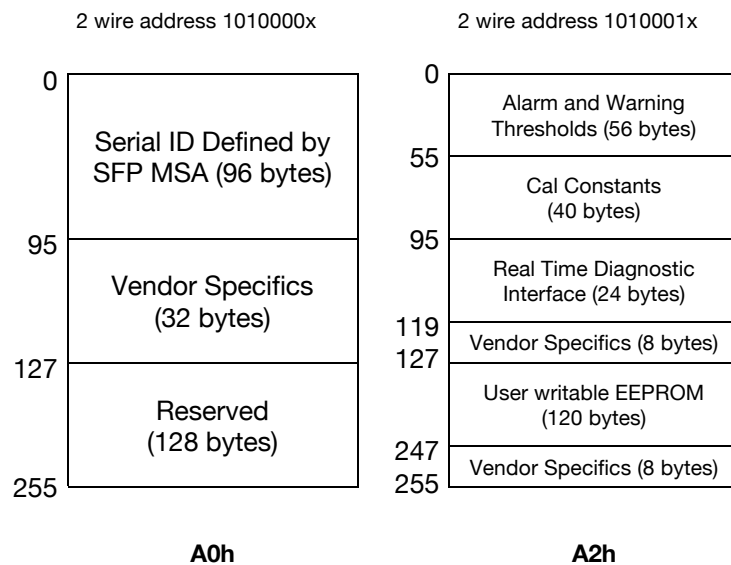 2 wire address 1010000x
0
Serial ID Defined by
SFP MSA (96 bytes)
95
Vendor Specifics
(32 bytes)
127
Reserved
(128 bytes)
255
A0h
2 wire address 1010001x
0
Alarm and Warning
Thresholds (56 bytes)
55
Cal Constants
(40 bytes)
95
Real Time Diagnostic
Interface (24 bytes)
119
Vendor Specifics (8 bytes)
127
User writable EEPROM
(120 bytes)
247
Vendor Specifics (8 bytes)
255
A2h